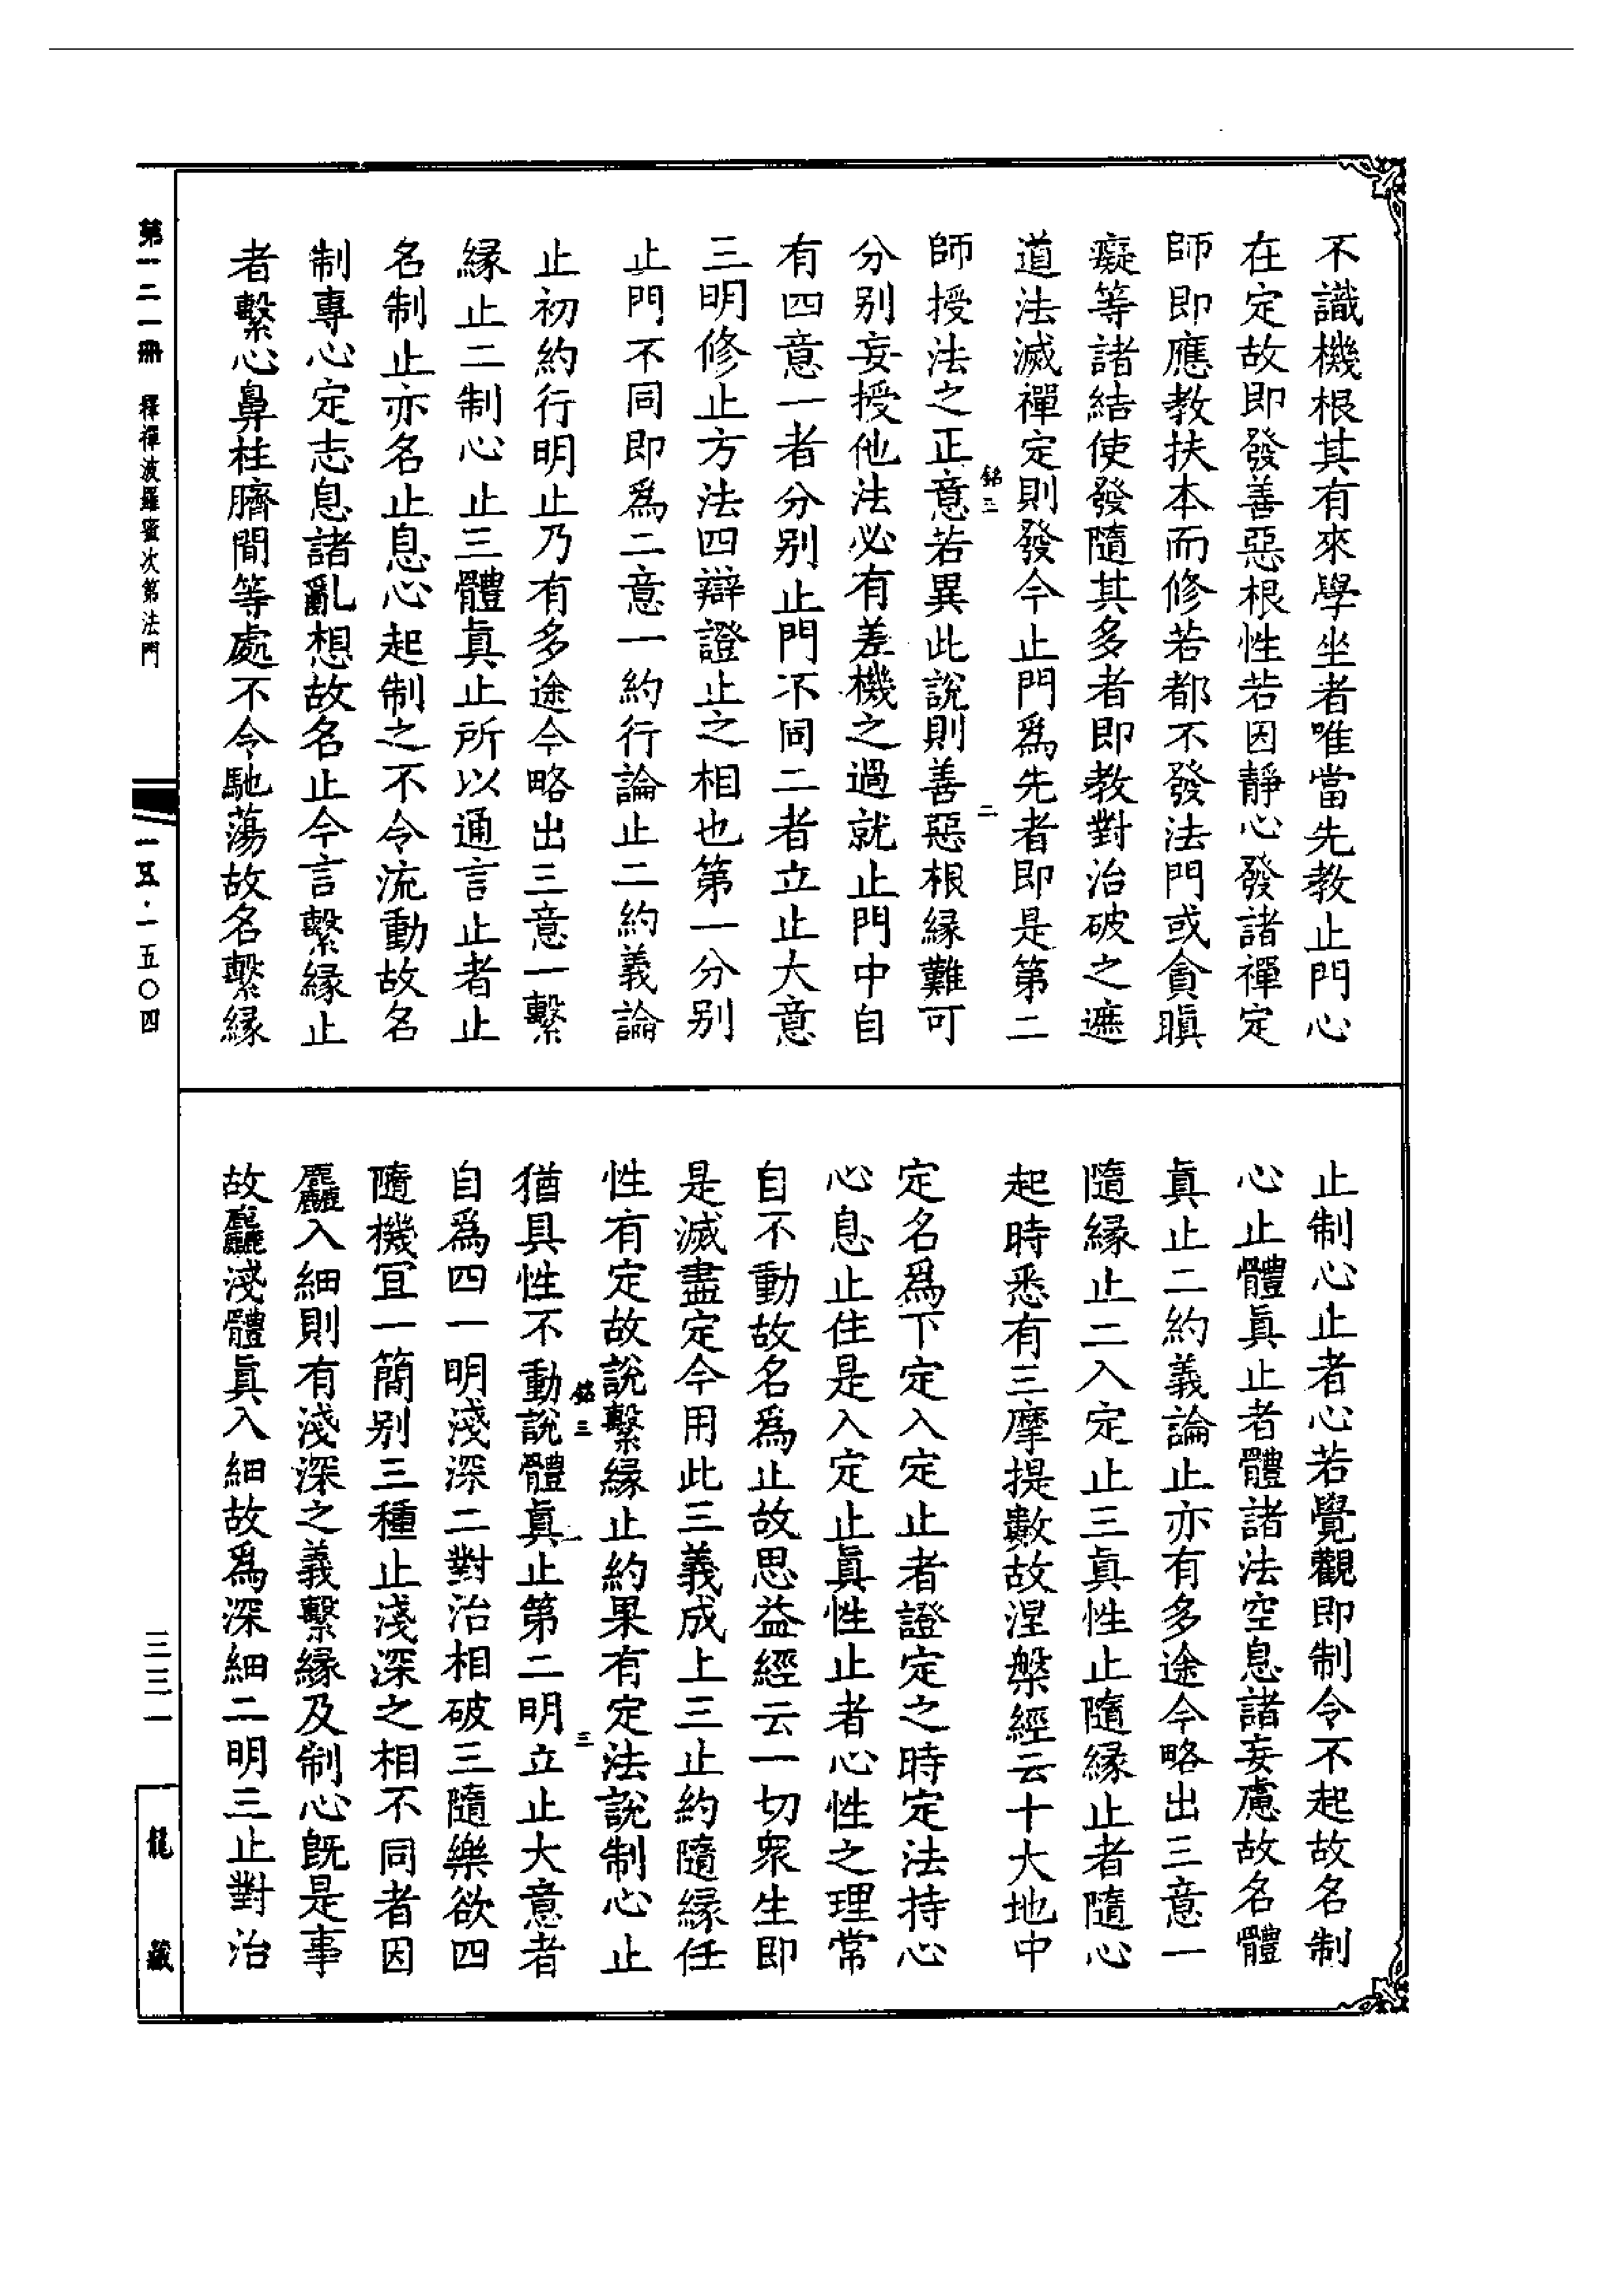 不識機根其有來學坐者唯當先教止門心
在定故即發善惡根性若因靜心發諸禪定
師即應教扶本而修若都不發法門或貪瞋
癡等諸結使發隨其多者即教對治破之遮
道法滅禪定則發今止門爲先者即是第二
銘三
二
師授法之正意若異此說則善惡根緣難可
分别妄授他法必有差機之過就止門中自
有四意一者分别止門不同二者立止大意
三明修止方法四辯證止之相也第一分别
止門不同即爲二意一約行論止二約義論
止初約行明止乃有多途今略出三意一繫
緣止二制心止三體眞止所以通言止者止
名制止亦名止息心起制之不令流動故名
制專心定志息諸亂想故名止今言繫緣止
者繫心鼻柱臍間等處不令馳蕩故名繫緣
止制心止者心若覺觀即制令不起故名制
心止體眞止者體諸法空息諸妄慮故名體
眞止二約義論止亦有多途今略出三意一
隨緣止二入定止三眞性止隨緣止者隨心
起時悉有三摩提數故涅槃經云十大地中
定名爲下定入定止者證定之時定法持心
心息止住是入定止眞性止者心性之理常
自不動故名爲止故思益經云一切衆生即
是滅盡定今用此三義成上三止約隨緣任
性有定故說繫緣止約果有定法說制心止
銘三
三
猶具性不動說體眞止第二明立止大意者
自爲四一明淺深二對治相破三隨樂欲四
隨機宜一簡别三種止淺深之相不同者因
麤入細則有淺深之義繫緣及制心旣是事
故麤淺體眞入細故爲深細二明三止對治
第一二一冊 釋禪波羅蜜次第法門
一五·一五〇四
三三一
龍藏